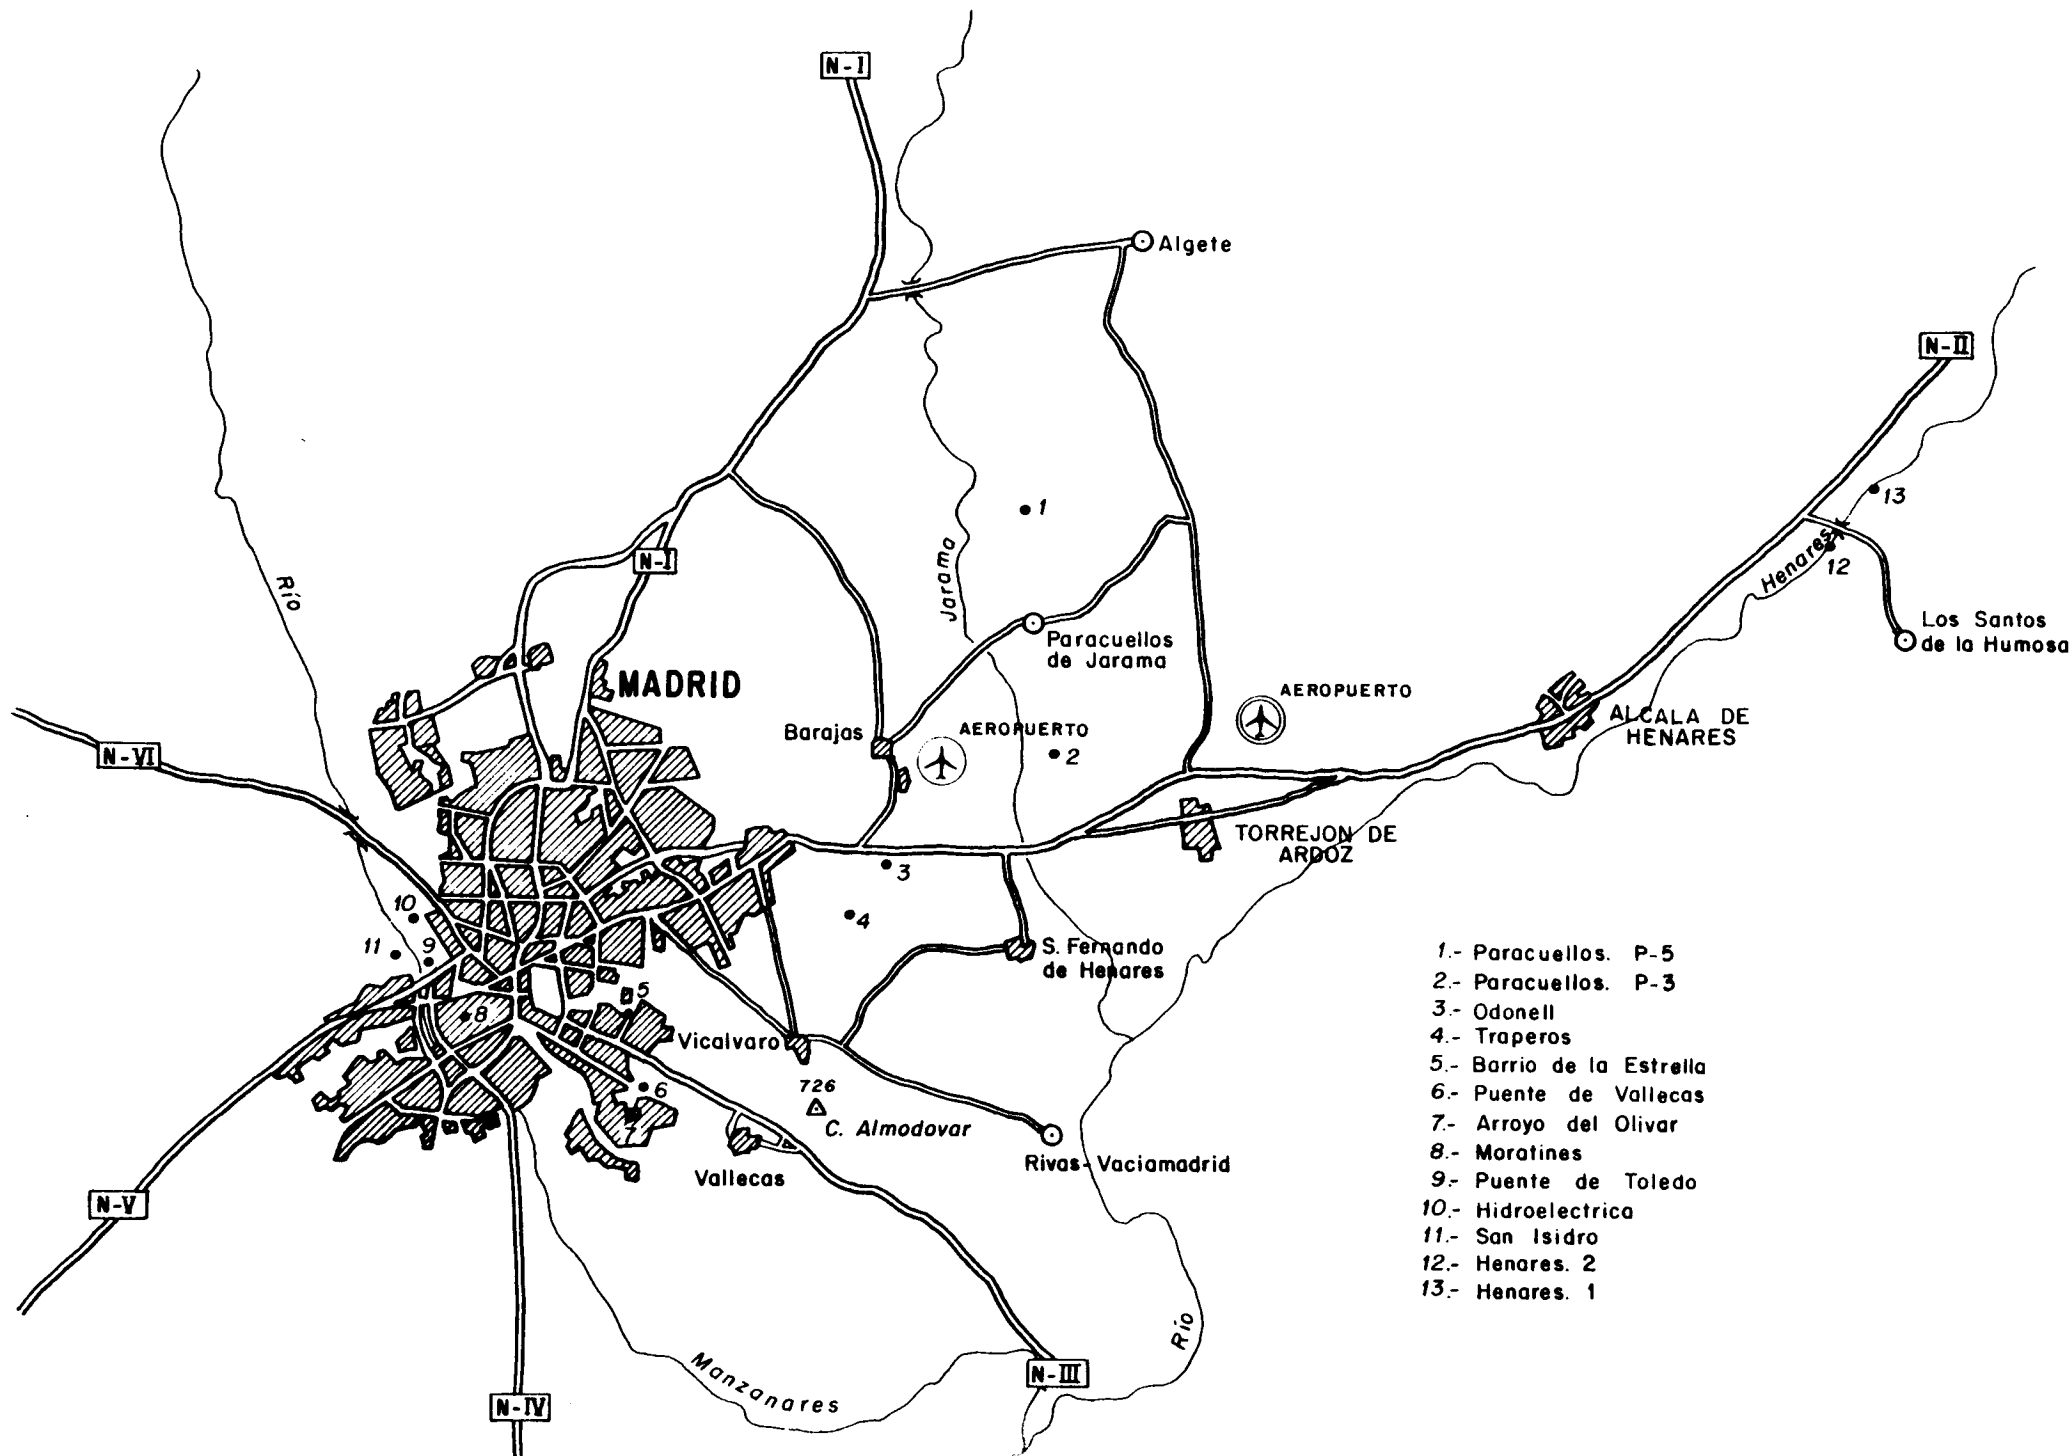 N-I
Algete
N-II
1
13
Jarama
Henares
12
N-I
Río
Los Santos
de la Humosa
Paracuellos
de Jarama
MADRID
AEROPUERTO
ALCALA DE
HENARES
Barajas
AEROPUERTO
2
N-VI
TORREJON DE
ARDOZ
3
4
10
11
9
S. Fernando
de Henares
5
8
Vicalvaro
726
6
C. Almodovar
7
Rivas-Vaciamadrid
Vallecas
N-V
Río
Manzanares
N-III
N-IV
1.- Paracuellos. P-5
2.- Paracuellos. P-3
3.- Odonell
4.- Traperos
5.- Barrio de la Estrella
6.- Puente de Vallecas
7.- Arroyo del Olivar
8.- Moratines
9.- Puente de Toledo
10.- Hidroelectrica
11.- San Isidro
12.- Henares. 2
13.- Henares. 1